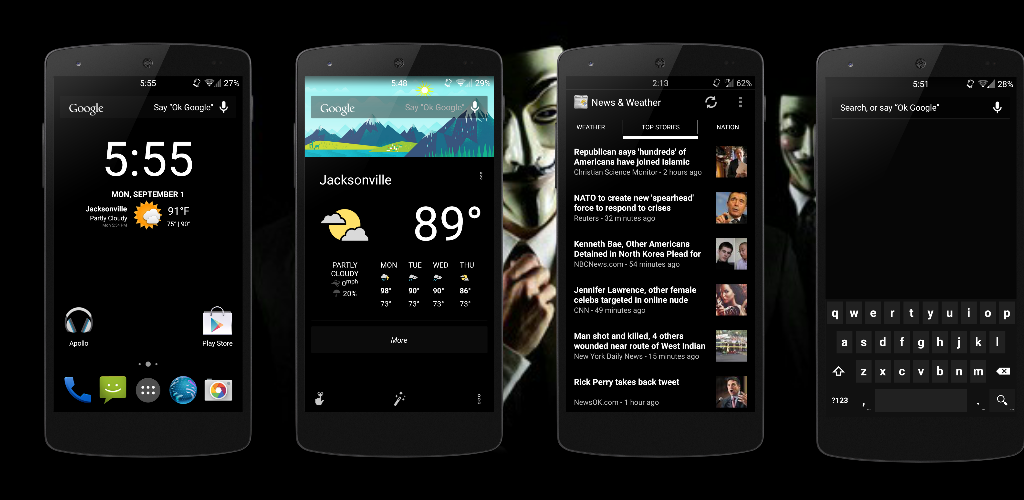 5:55
27%
Google
Say "Ok Google"
5:55
MON, SEPTEMBER 1
Jacksonville
Partly Cloudy
91°F
75° | 90°
Apollo
Play Store
5:48
29%
Google
Say "Ok Google"
Jacksonville
89°
PARTLY CLOUDY
0mph
20%
MON TUE WED THU
98° 90° 90° 86°
73° 73° 73° 73°
More
2:13
62%
News & Weather
WEATHER TOP STORIES NATION
Republican says 'hundreds' of
Americans have joined Islamic
Christian Science Monitor - 2 hours ago
NATO to create new 'spearhead'
force to respond to crises
Reuters - 32 minutes ago
Kenneth Bae, Other Americans
Detained in North Korea Plead for
NBCNews.com - 54 minutes ago
Jennifer Lawrence, other female
celebs targeted in online nude
CNN - 49 minutes ago
Man shot and killed, 4 others
wounded near route of West Indian
New York Daily News - 15 minutes ago
Rick Perry takes back tweet
NewsOK.com - 1 hour ago
5:51
28%
Search, or say "Ok Google"
q w e r t y u i o p
a s d f g h j k l
z x c v b n m
?123 , .